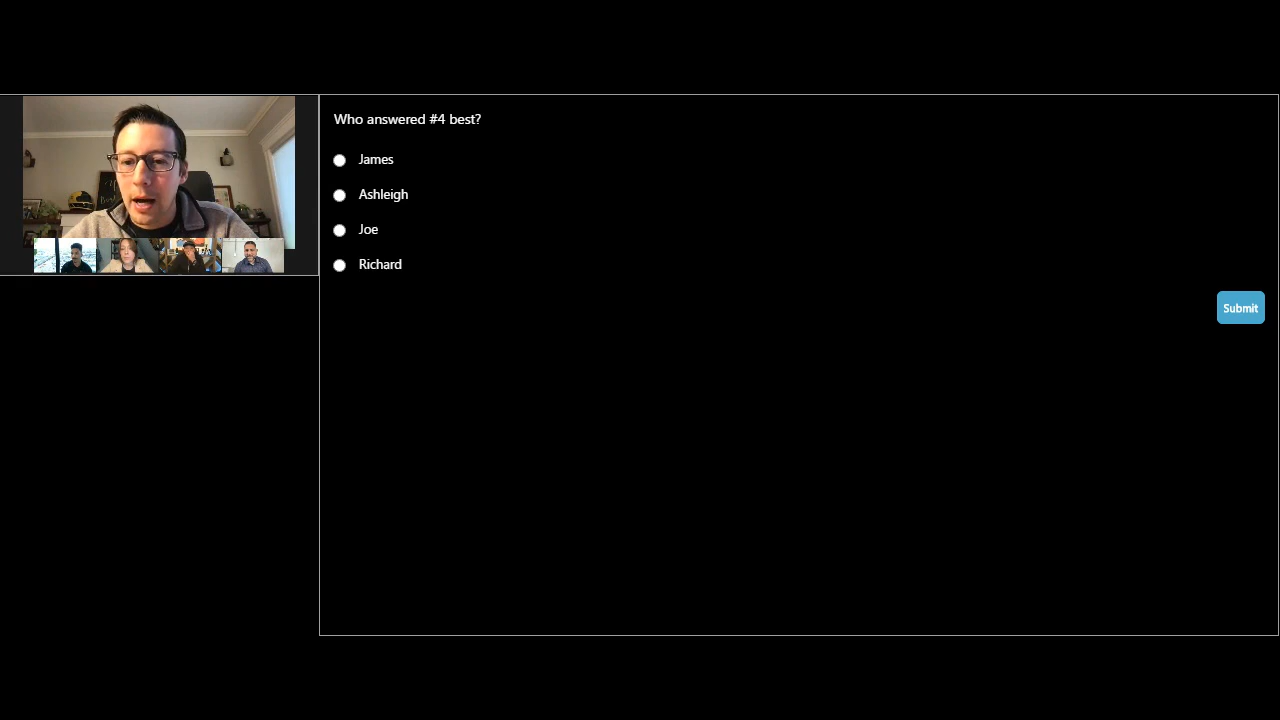 Who answered #4 best?
James
Ashleigh
Joe
Richard
Submit